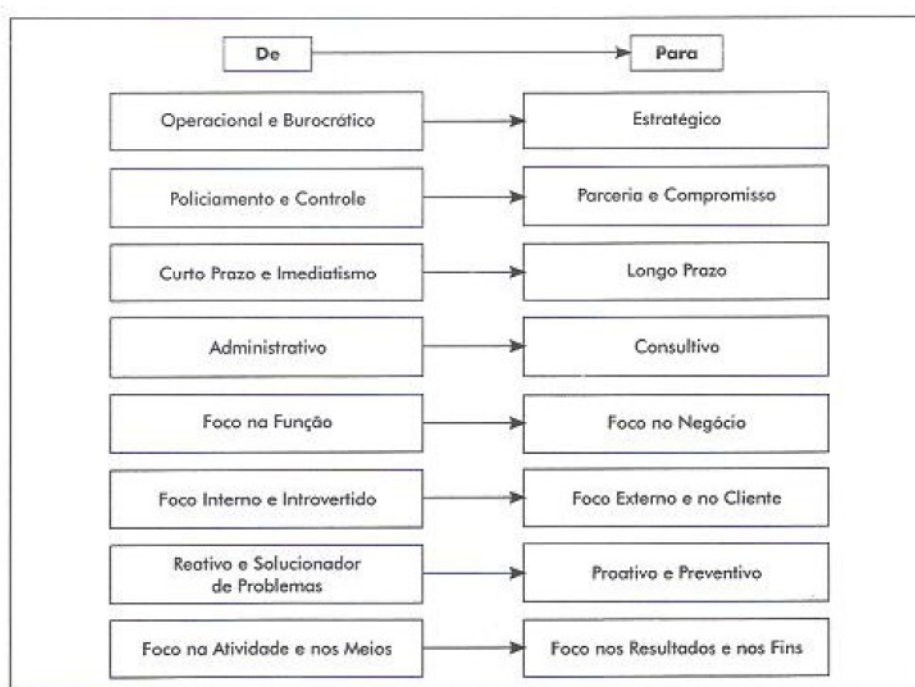 De
Para
Operacional e Burocrático
Estratégico
Policiamento e Controle
Parceria e Compromisso
Curto Prazo e Imediatismo
Longo Prazo
Administrativo
Consultivo
Foco na Função
Foco no Negócio
Foco Interno e Introvertido
Foco Externo e no Cliente
Reativo e Solucionador
de Problemas
Proativo e Preventivo
Foco na Atividade e nos Meios
Foco nos Resultados e nos Fins